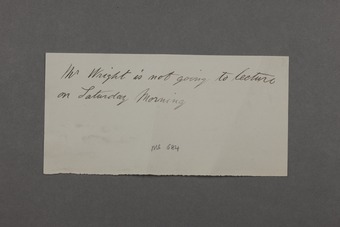 Mr Wright is not going to lecture
on Saturday Morning